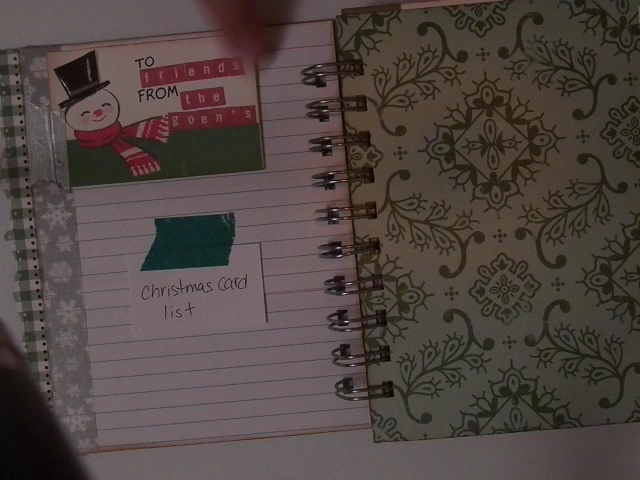 TO
friends
FROM the
goen's
Christmas Card
list